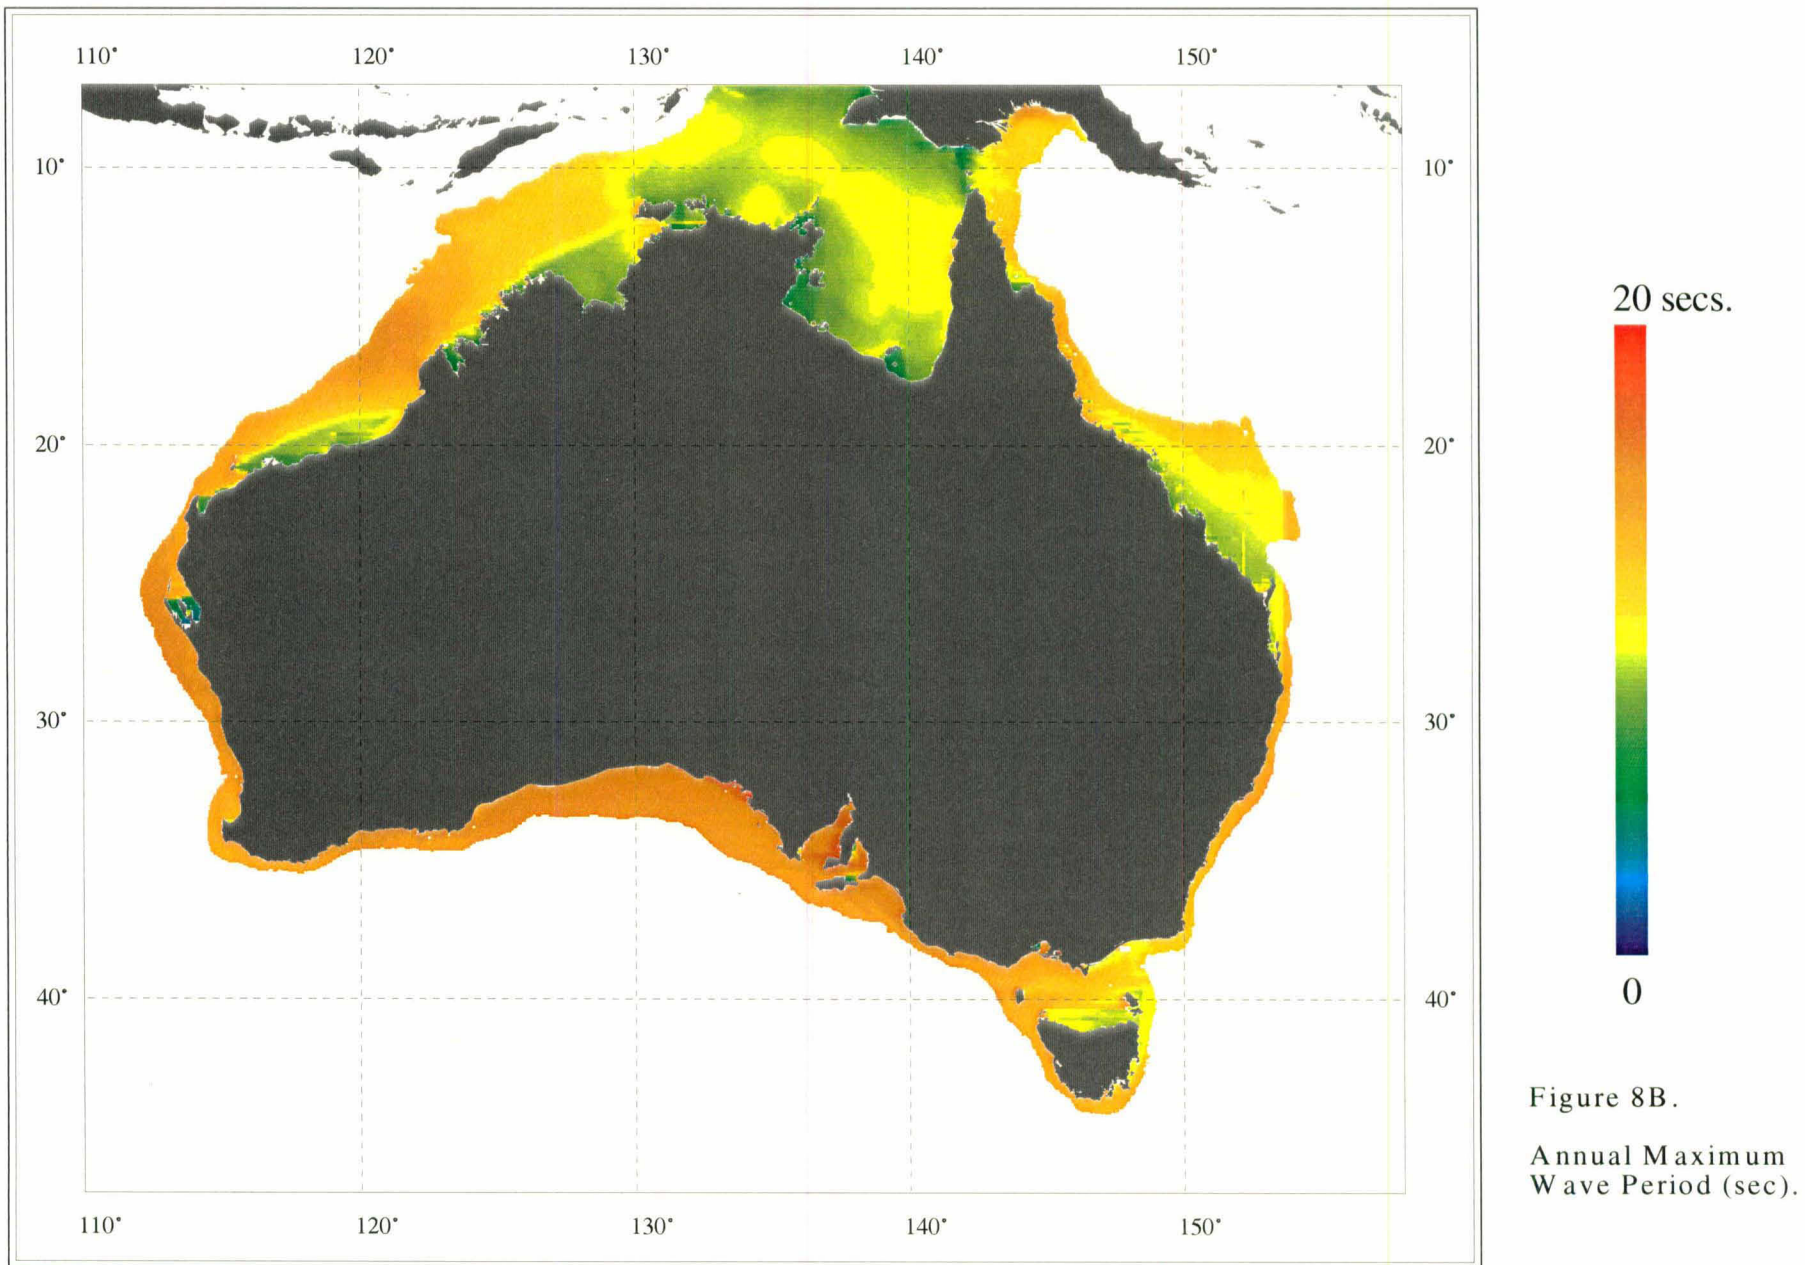 110° 120° 130° 140° 150°
10° 10°
20 secs.
20° 20°
30° 30°
40° 40°
0
Figure 8B.
Annual Maximum
Wave Period (sec).
110° 120° 130° 140° 150°